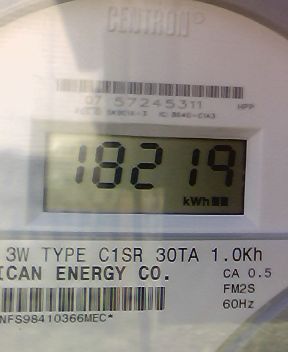 CENTRON®
07 57245311 HPP
18219
kWh
3W TYPE C1SR 30TA 1.0Kh
ICAN ENERGY CO.
CA 0.5
FM2S
60Hz
NFS98410366MEC*